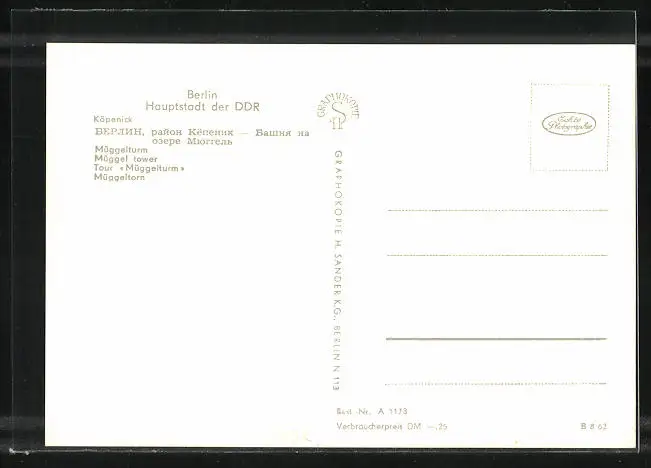 Berlin
Hauptstadt der DDR
Köpenick
БЕРЛИН, район Кёпеник — Башня на
озере Мюггель
Müggelturm
Müggel tower
Tour «Müggelturm»
Müggeltorn
GRAPHOKOPIE
GRAPHOKOPIE H. SANDER K.G., BERLIN N 113
Echte
Photographie
Best.-Nr. A 1173
Verbraucherpreis DM —,25
B 8 62